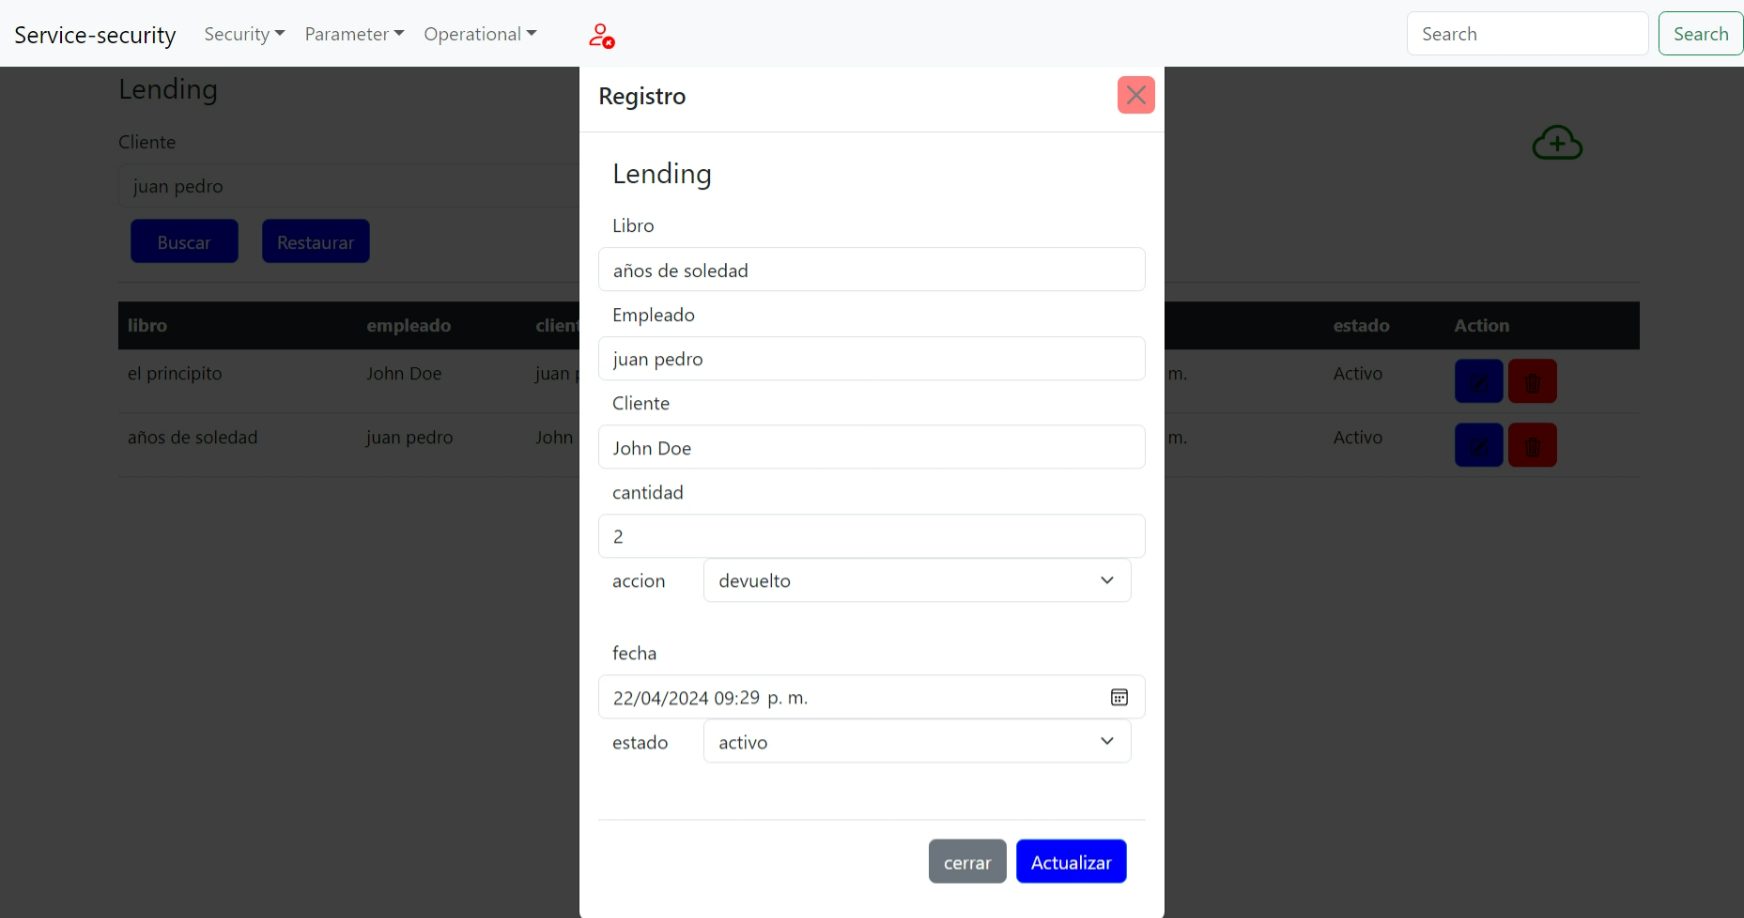 Service-security Security Parameter Operational Search Search
Lending
Cliente
juan pedro
Buscar Restaurar
libro empleado client estado Action
el principito John Doe juan p m. Activo
años de soledad juan pedro John m. Activo
Registro
Lending
Libro
años de soledad
Empleado
juan pedro
Cliente
John Doe
cantidad
2
accion devuelto
fecha
22/04/2024 09:29 p. m.
estado activo
cerrar Actualizar